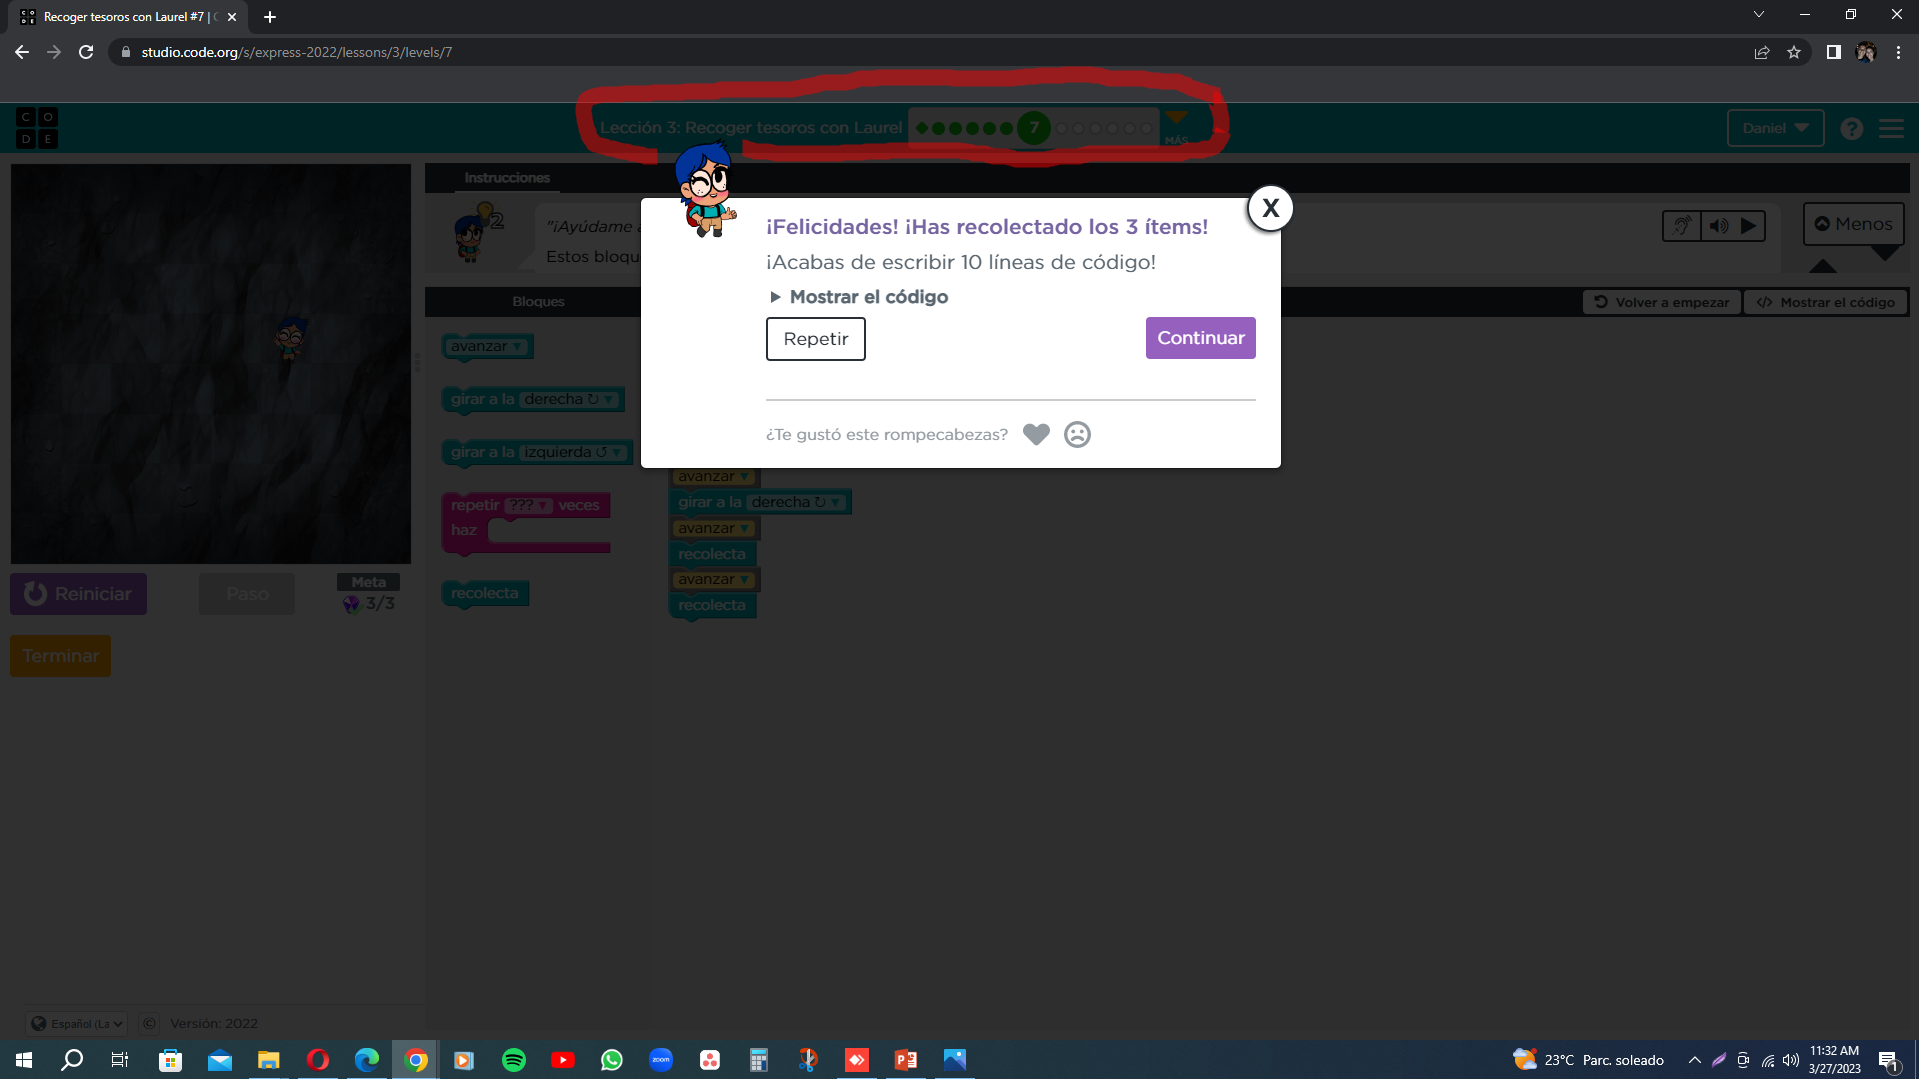 Recoger tesoros con Laurel #7 |
studio.code.org/s/express-2022/lessons/3/levels/7
C O
D E
Lección 3: Recoger tesoros con Laurel
7
MÁS
Daniel
Instrucciones
2
"¡Ayúdame a
Estos bloqu
Menos
¡Felicidades! ¡Has recolectado los 3 ítems!
¡Acabas de escribir 10 líneas de código!
Mostrar el código
Repetir
Continuar
¿Te gustó este rompecabezas?
X
Bloques
Volver a empezar
Mostrar el código
avanzar
girar a la derecha
girar a la izquierda
repetir ??? veces
haz
recolecta
avanzar
girar a la derecha
avanzar
recolecta
avanzar
recolecta
Reiniciar
Paso
Meta
3/3
Terminar
Español (La
© Versión: 2022
zoom
23°C Parc. soleado
11:32 AM
3/27/2023
1